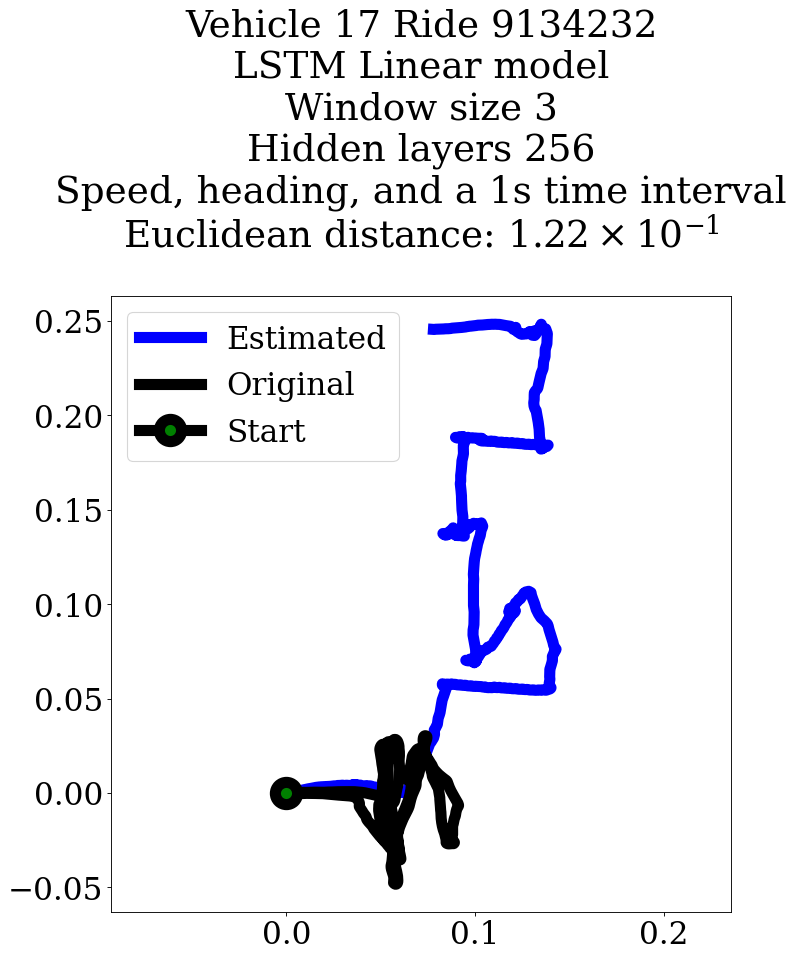 Vehicle 17 Ride 9134232
LSTM Linear model
Window size 3
Hidden layers 256
Speed, heading, and a 1s time interval
Euclidean distance: 1.22 × 10⁻¹
Estimated
Original
Start
0.25
0.20
0.15
0.10
0.05
0.00
−0.05
0.0 0.1 0.2